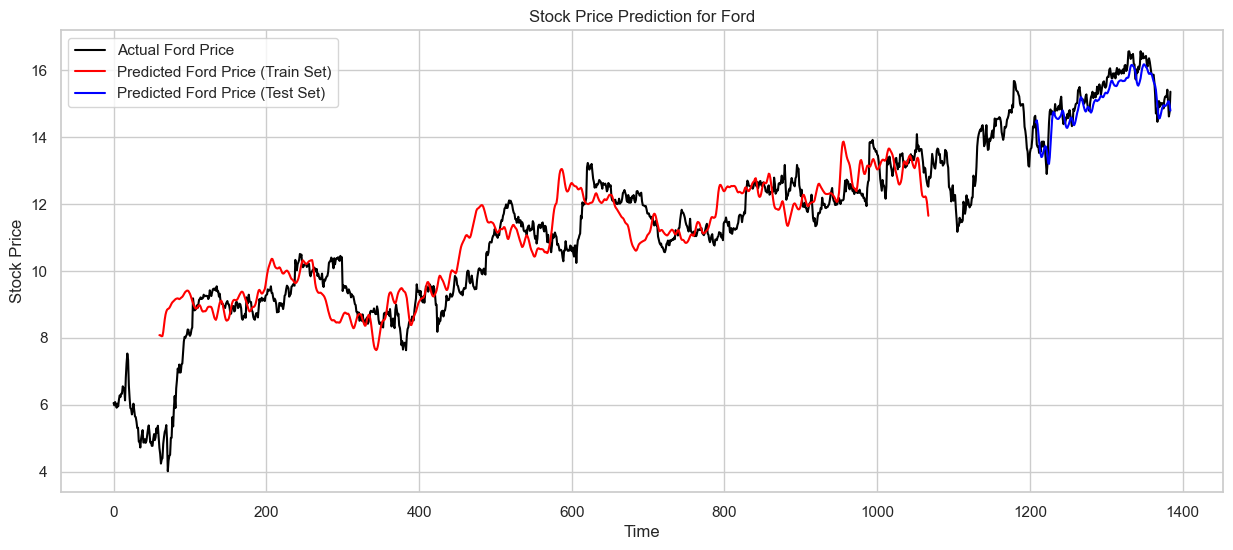 Stock Price Prediction for Ford
Actual Ford Price
Predicted Ford Price (Train Set)
Predicted Ford Price (Test Set)
Stock Price
16
14
12
10
8
6
4
0
200
400
600
800
1000
1200
1400
Time